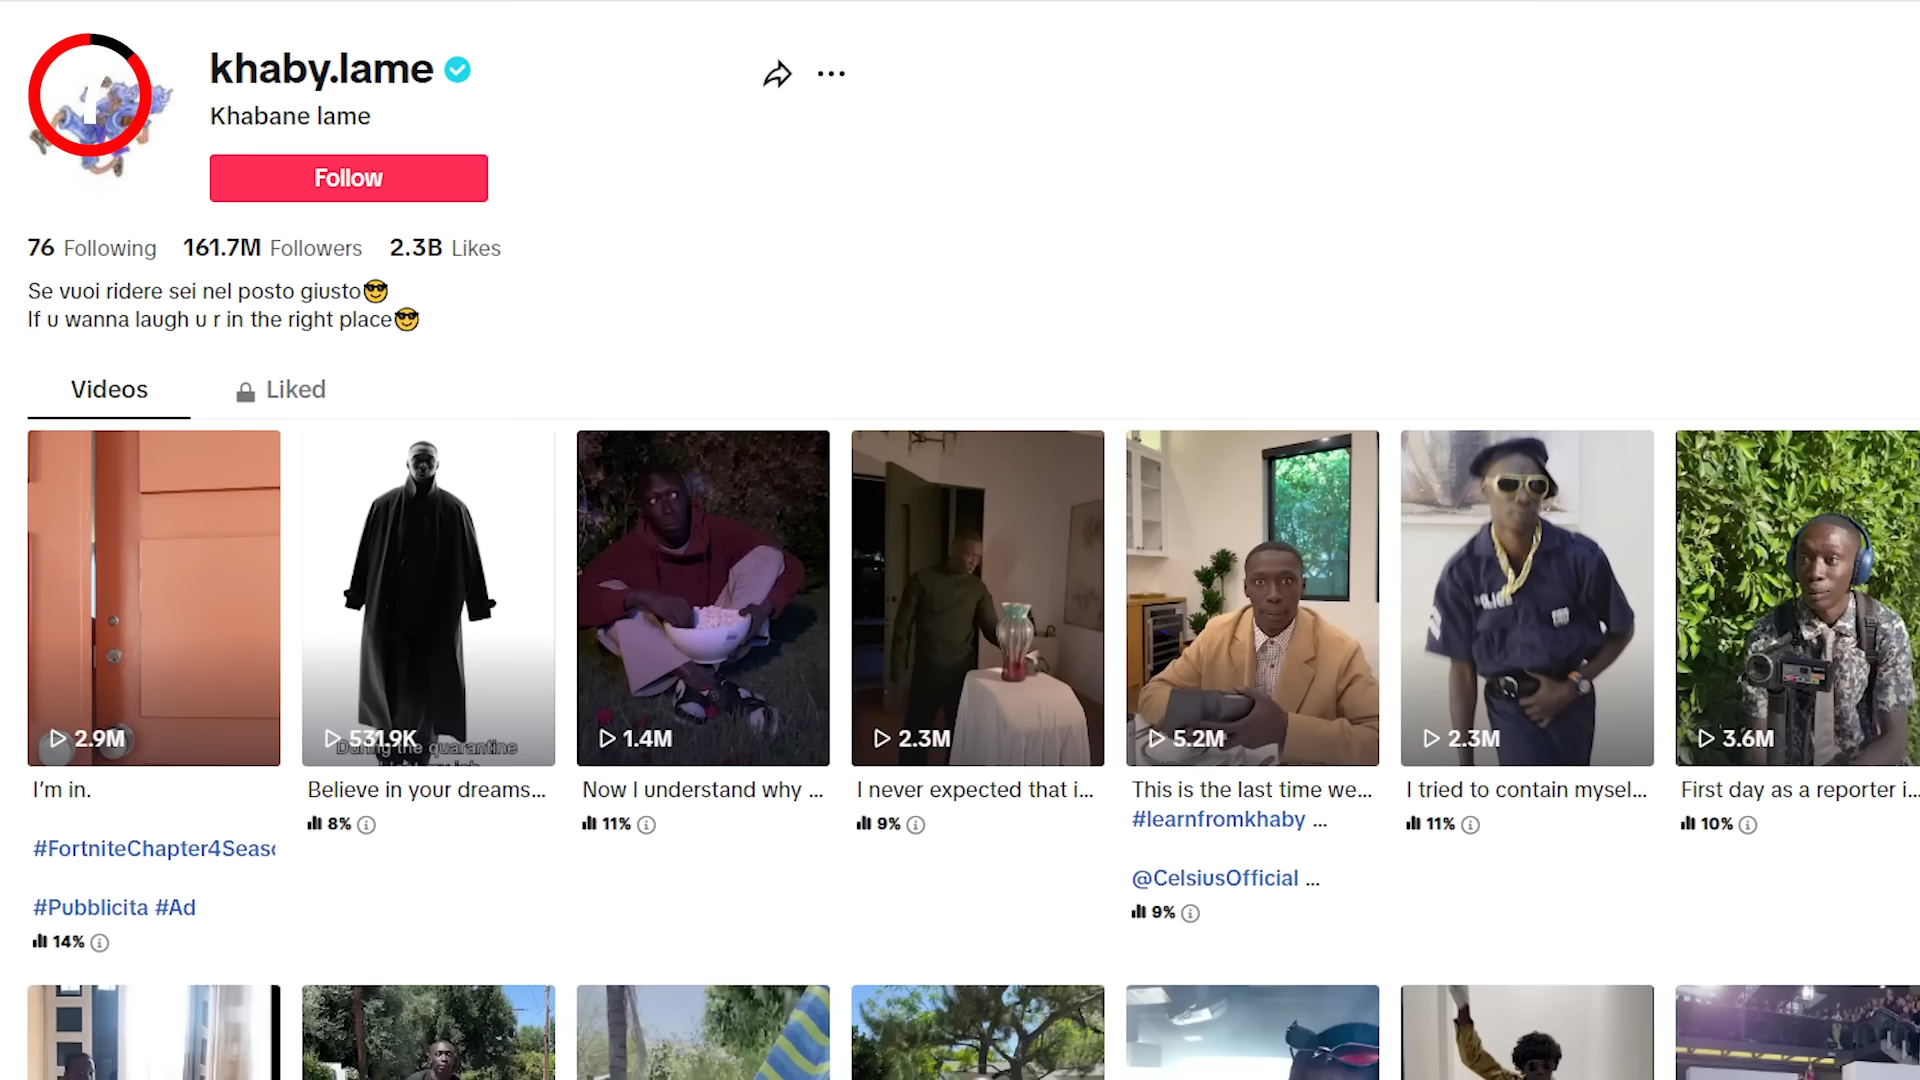 khaby.lame
Khabane lame
Follow
76 Following 161.7M Followers 2.3B Likes
Se vuoi ridere sei nel posto giusto😎
If u wanna laugh u r in the right place😎
Videos Liked
2.9M 531.9K 1.4M 2.3M 5.2M 2.3M 3.6M
During the quarantine
POLICE
I'm in. Believe in your dreams... Now I understand why ... I never expected that i... This is the last time we... I tried to contain mysel... First day as a reporter i...
8% 11% 9% #learnfromkhaby ... 11% 10%
#FortniteChapter4Seas
@CelsiusOfficial ...
#Pubblicita #Ad
9%
14%